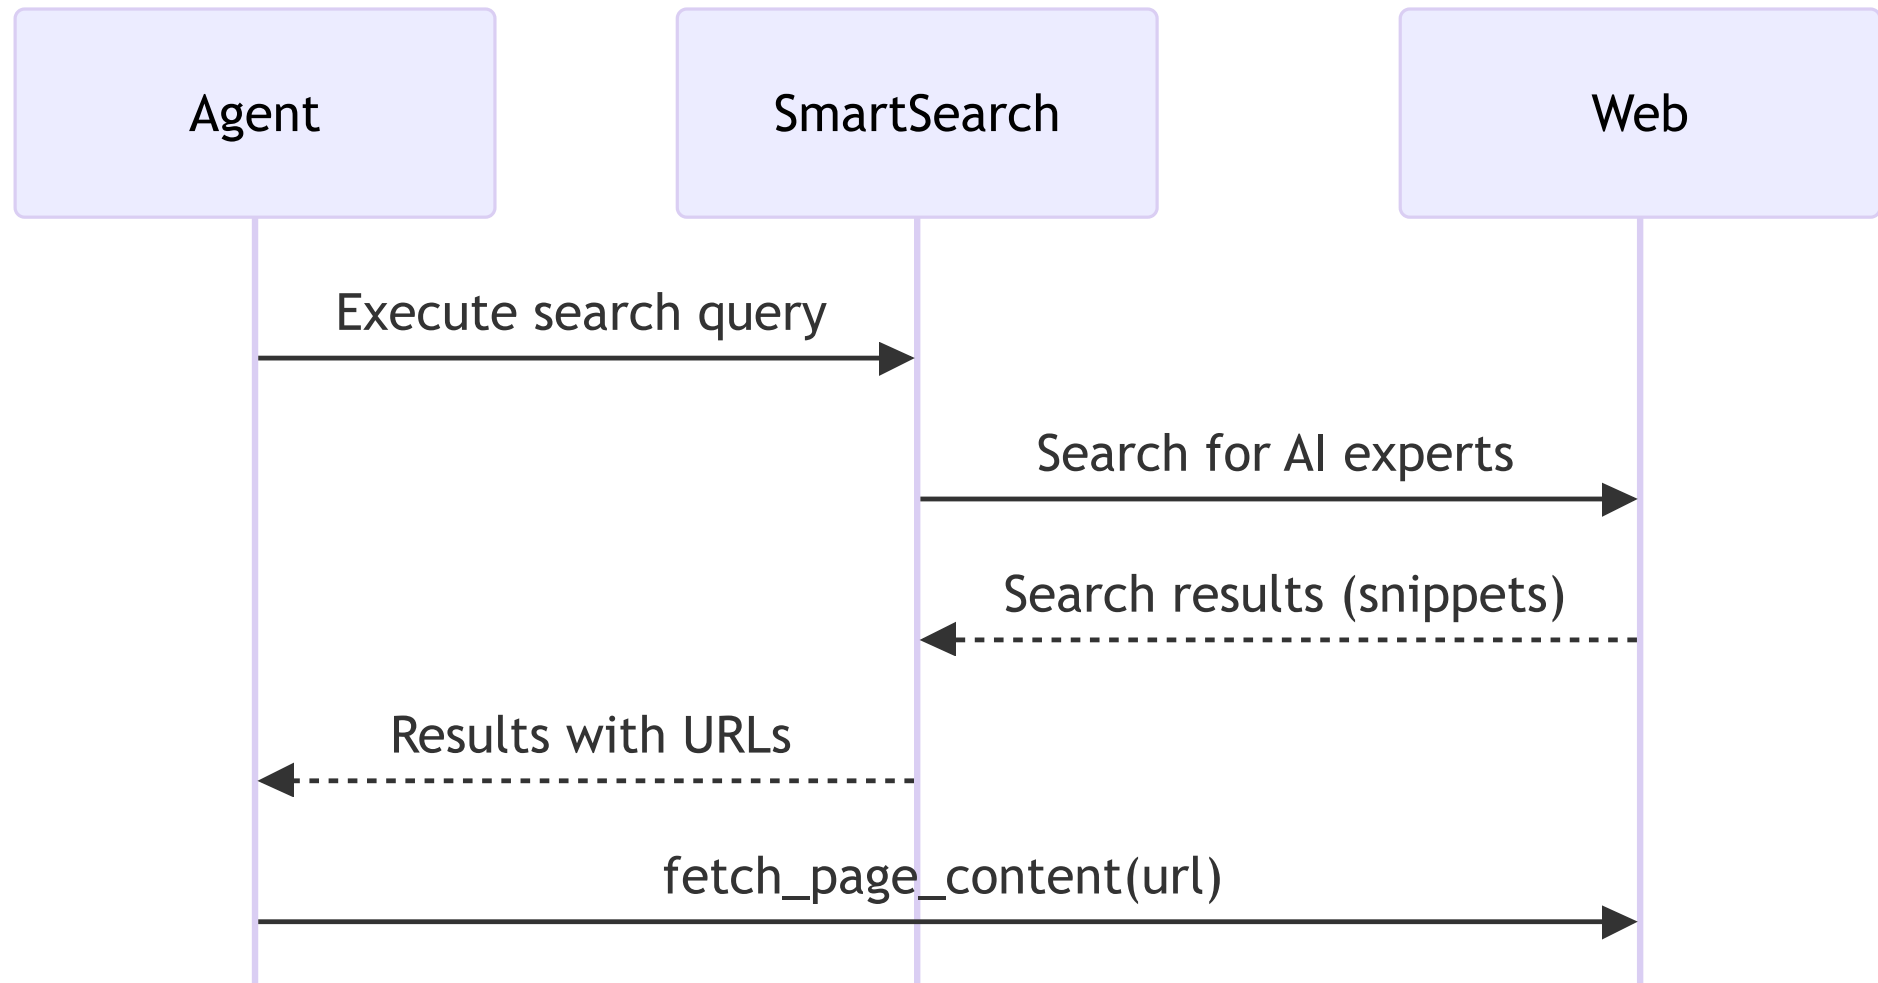 Agent
SmartSearch
Web
Execute search query
Search for AI experts
Search results (snippets)
Results with URLs
fetch_page_content(url)